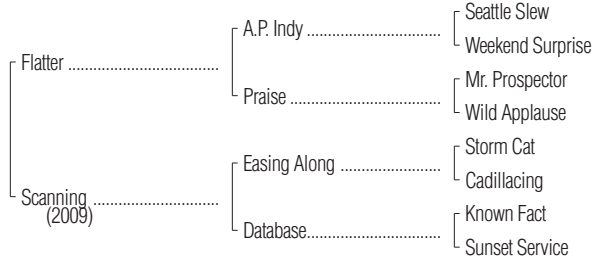 Seattle Slew
A.P. Indy ..............................
Weekend Surprise
Flatter ..................................
Mr. Prospector
Praise ..................................
Wild Applause
Storm Cat
Easing Along ......................
Cadillacing
Scanning ............................
(2009)
Known Fact
Database..............................
Sunset Service